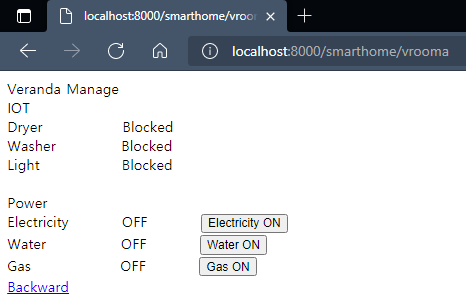 localhost:8000/smarthome/vroom
localhost:8000/smarthome/vrooma
Veranda Manage
IOT
Dryer Blocked
Washer Blocked
Light Blocked
Power
Electricity OFF Electricity ON
Water OFF Water ON
Gas OFF Gas ON
Backward